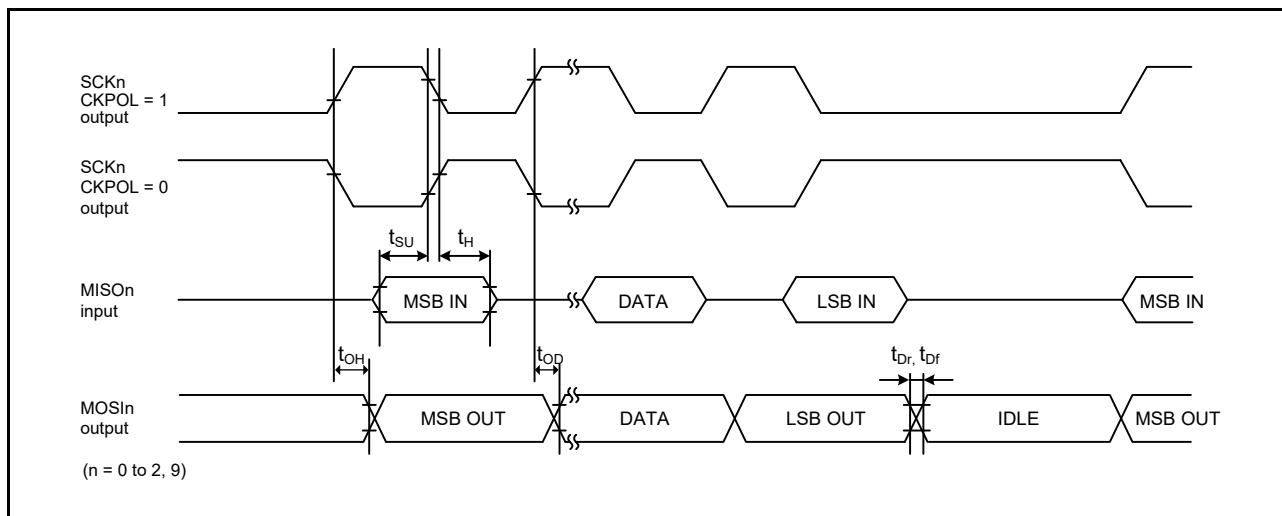 SCKn
CKPOL = 1
output
SCKn
CKPOL = 0
output
tSU
tH
MISOn
input
MSB IN
DATA
LSB IN
MSB IN
tOH
tOD
tDr, tDf
MOSIn
output
MSB OUT
DATA
LSB OUT
IDLE
MSB OUT
(n = 0 to 2, 9)